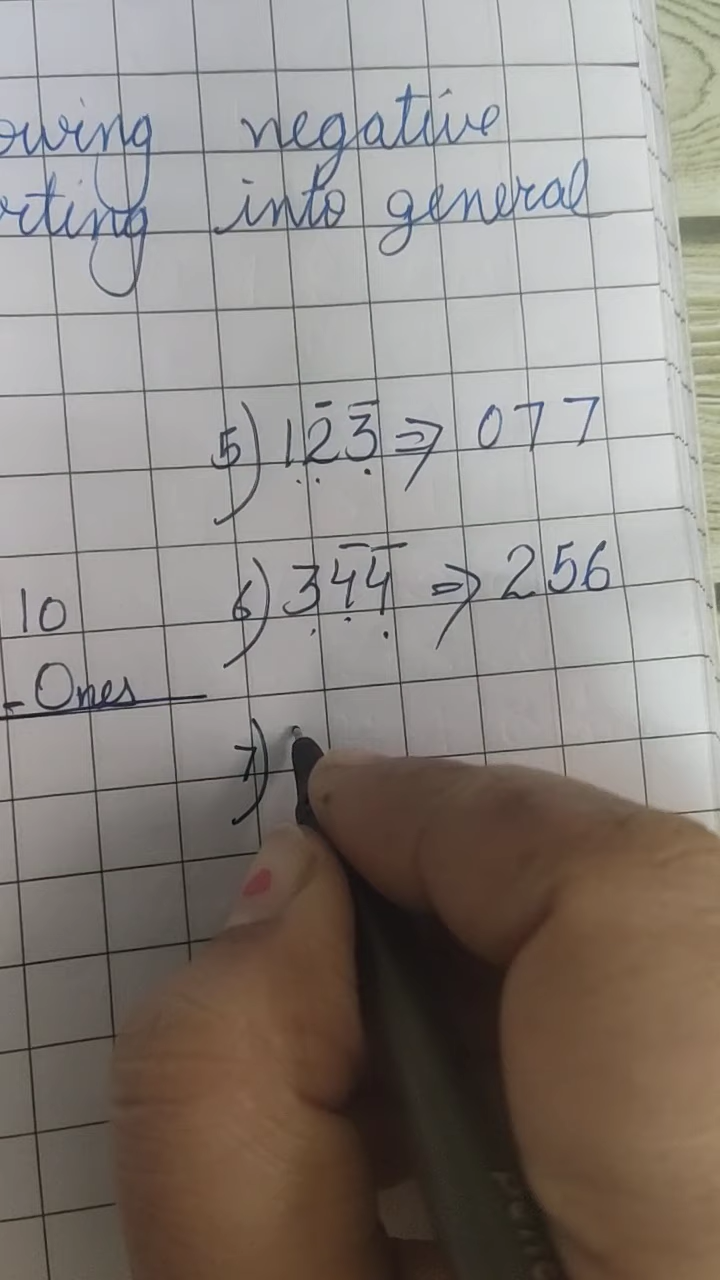 owing negative
rting into general
5) 12̅3̅ ⇒ 077
6) 34̅4̅ ⇒ 256
10
- Ones
7)